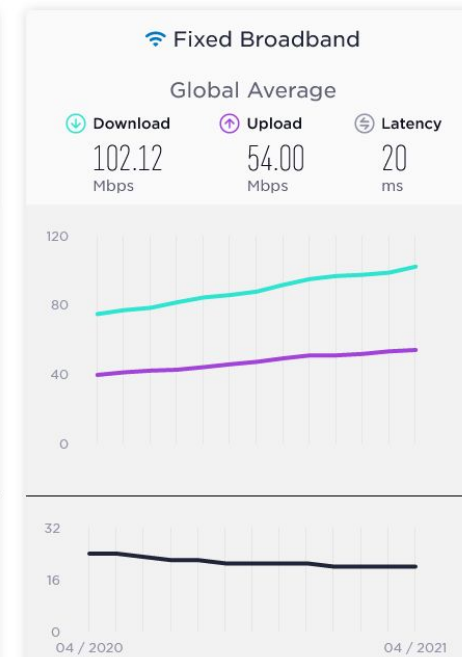 Fixed Broadband
Global Average
Download Upload Latency
102.12 54.00 20
Mbps Mbps ms
120
80
40
0
32
16
0
04 / 2020 04 / 2021